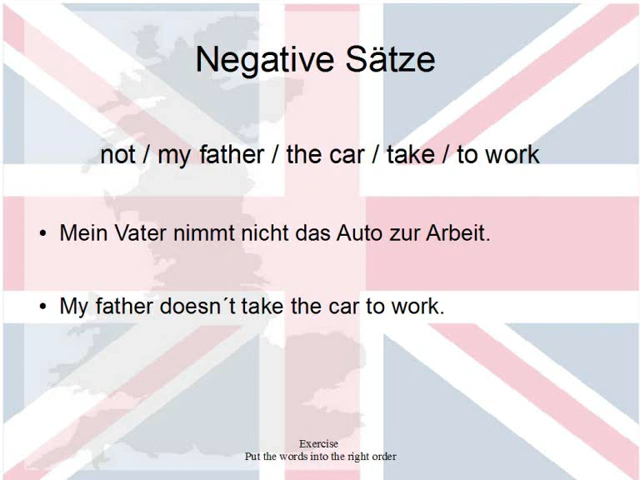 Negative Sätze
not / my father / the car / take / to work
• Mein Vater nimmt nicht das Auto zur Arbeit.
• My father doesn´t take the car to work.
Exercise
Put the words into the right order